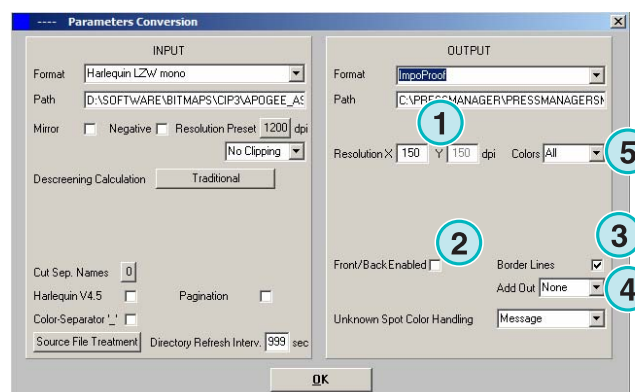 ---- Parameters Conversion
INPUT
Format Harlequin LZW mono
Path D:\SOFTWARE\BITMAPS\CIP3\APOGEE_AS
Mirror Negative Resolution Preset 1200 dpi
No Clipping
Descreening Calculation Traditional
Cut Sep. Names 0
Harlequin V4.5 Pagination
Color-Separator '_'
Source File Treatment Directory Refresh Interv. 999 sec
OUTPUT
Format ImpoProof
Path C:\PRESSMANAGER\PRESSMANAGERSM
1
Resolution X 150 Y 150 dpi Colors All 5
2 3
Front/Back Enabled Border Lines
Add Out None 4
Unknown Spot Color Handling Message
OK